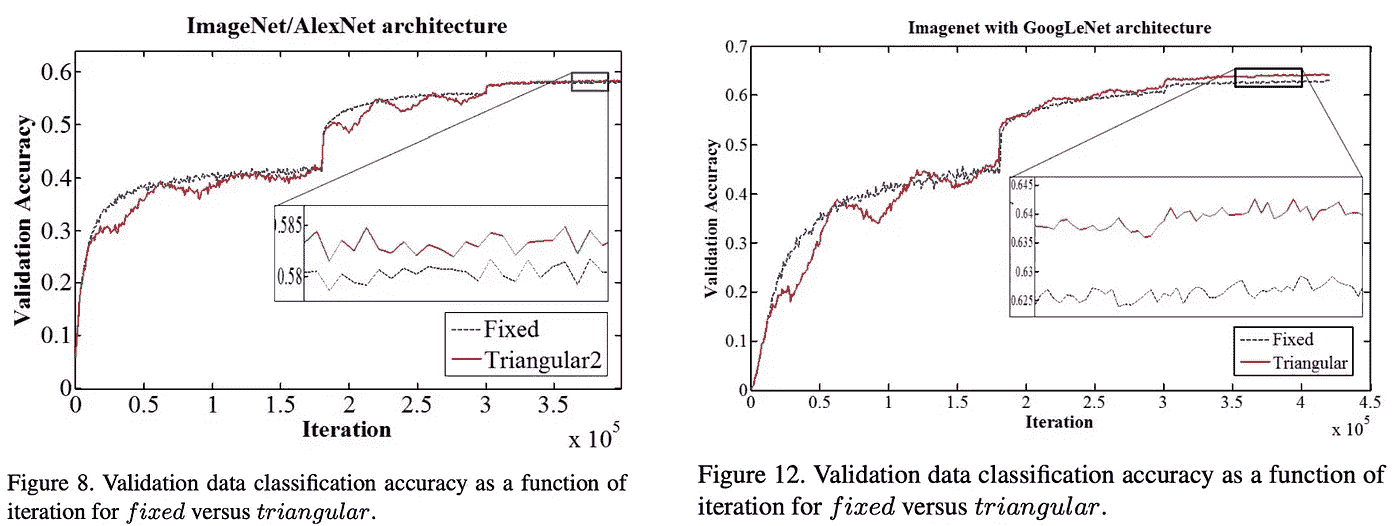 ImageNet/AlexNet architecture
Validation Accuracy
0.6
0.5
0.4
0.3
0.2
0.1
0
0.585
0.58
Fixed
Triangular2
0 0.5 1 1.5 2 2.5 3 3.5
Iteration
x 10^5
Figure 8. Validation data classification accuracy as a function of
iteration for fixed versus triangular.
Imagenet with GoogLeNet architecture
Validation Accuracy
0.7
0.6
0.5
0.4
0.3
0.2
0.1
0
0.645
0.64
0.635
0.63
0.625
Fixed
Triangular
0 0.5 1 1.5 2 2.5 3 3.5 4 4.5
Iteration
x 10^5
Figure 12. Validation data classification accuracy as a function of
iteration for fixed versus triangular.